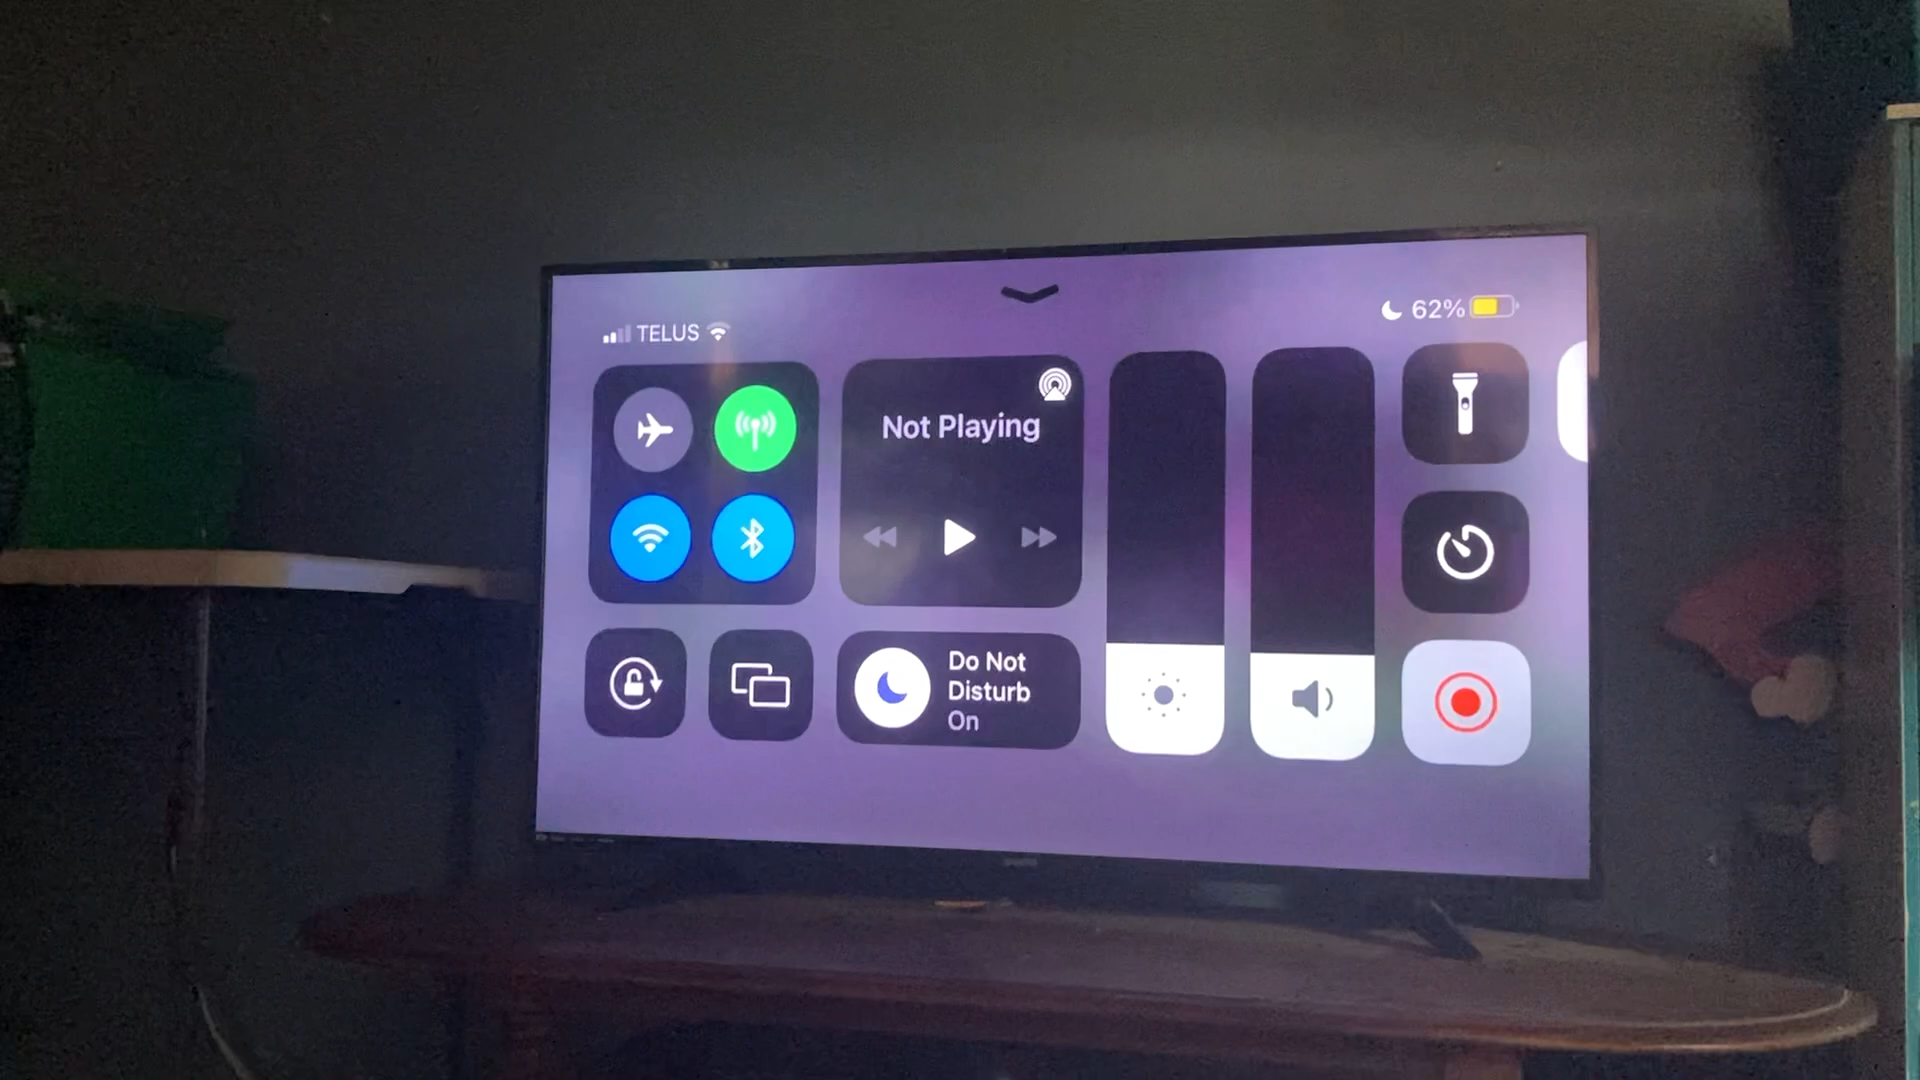 TELUS
62%
Not Playing
Do Not
Disturb
On